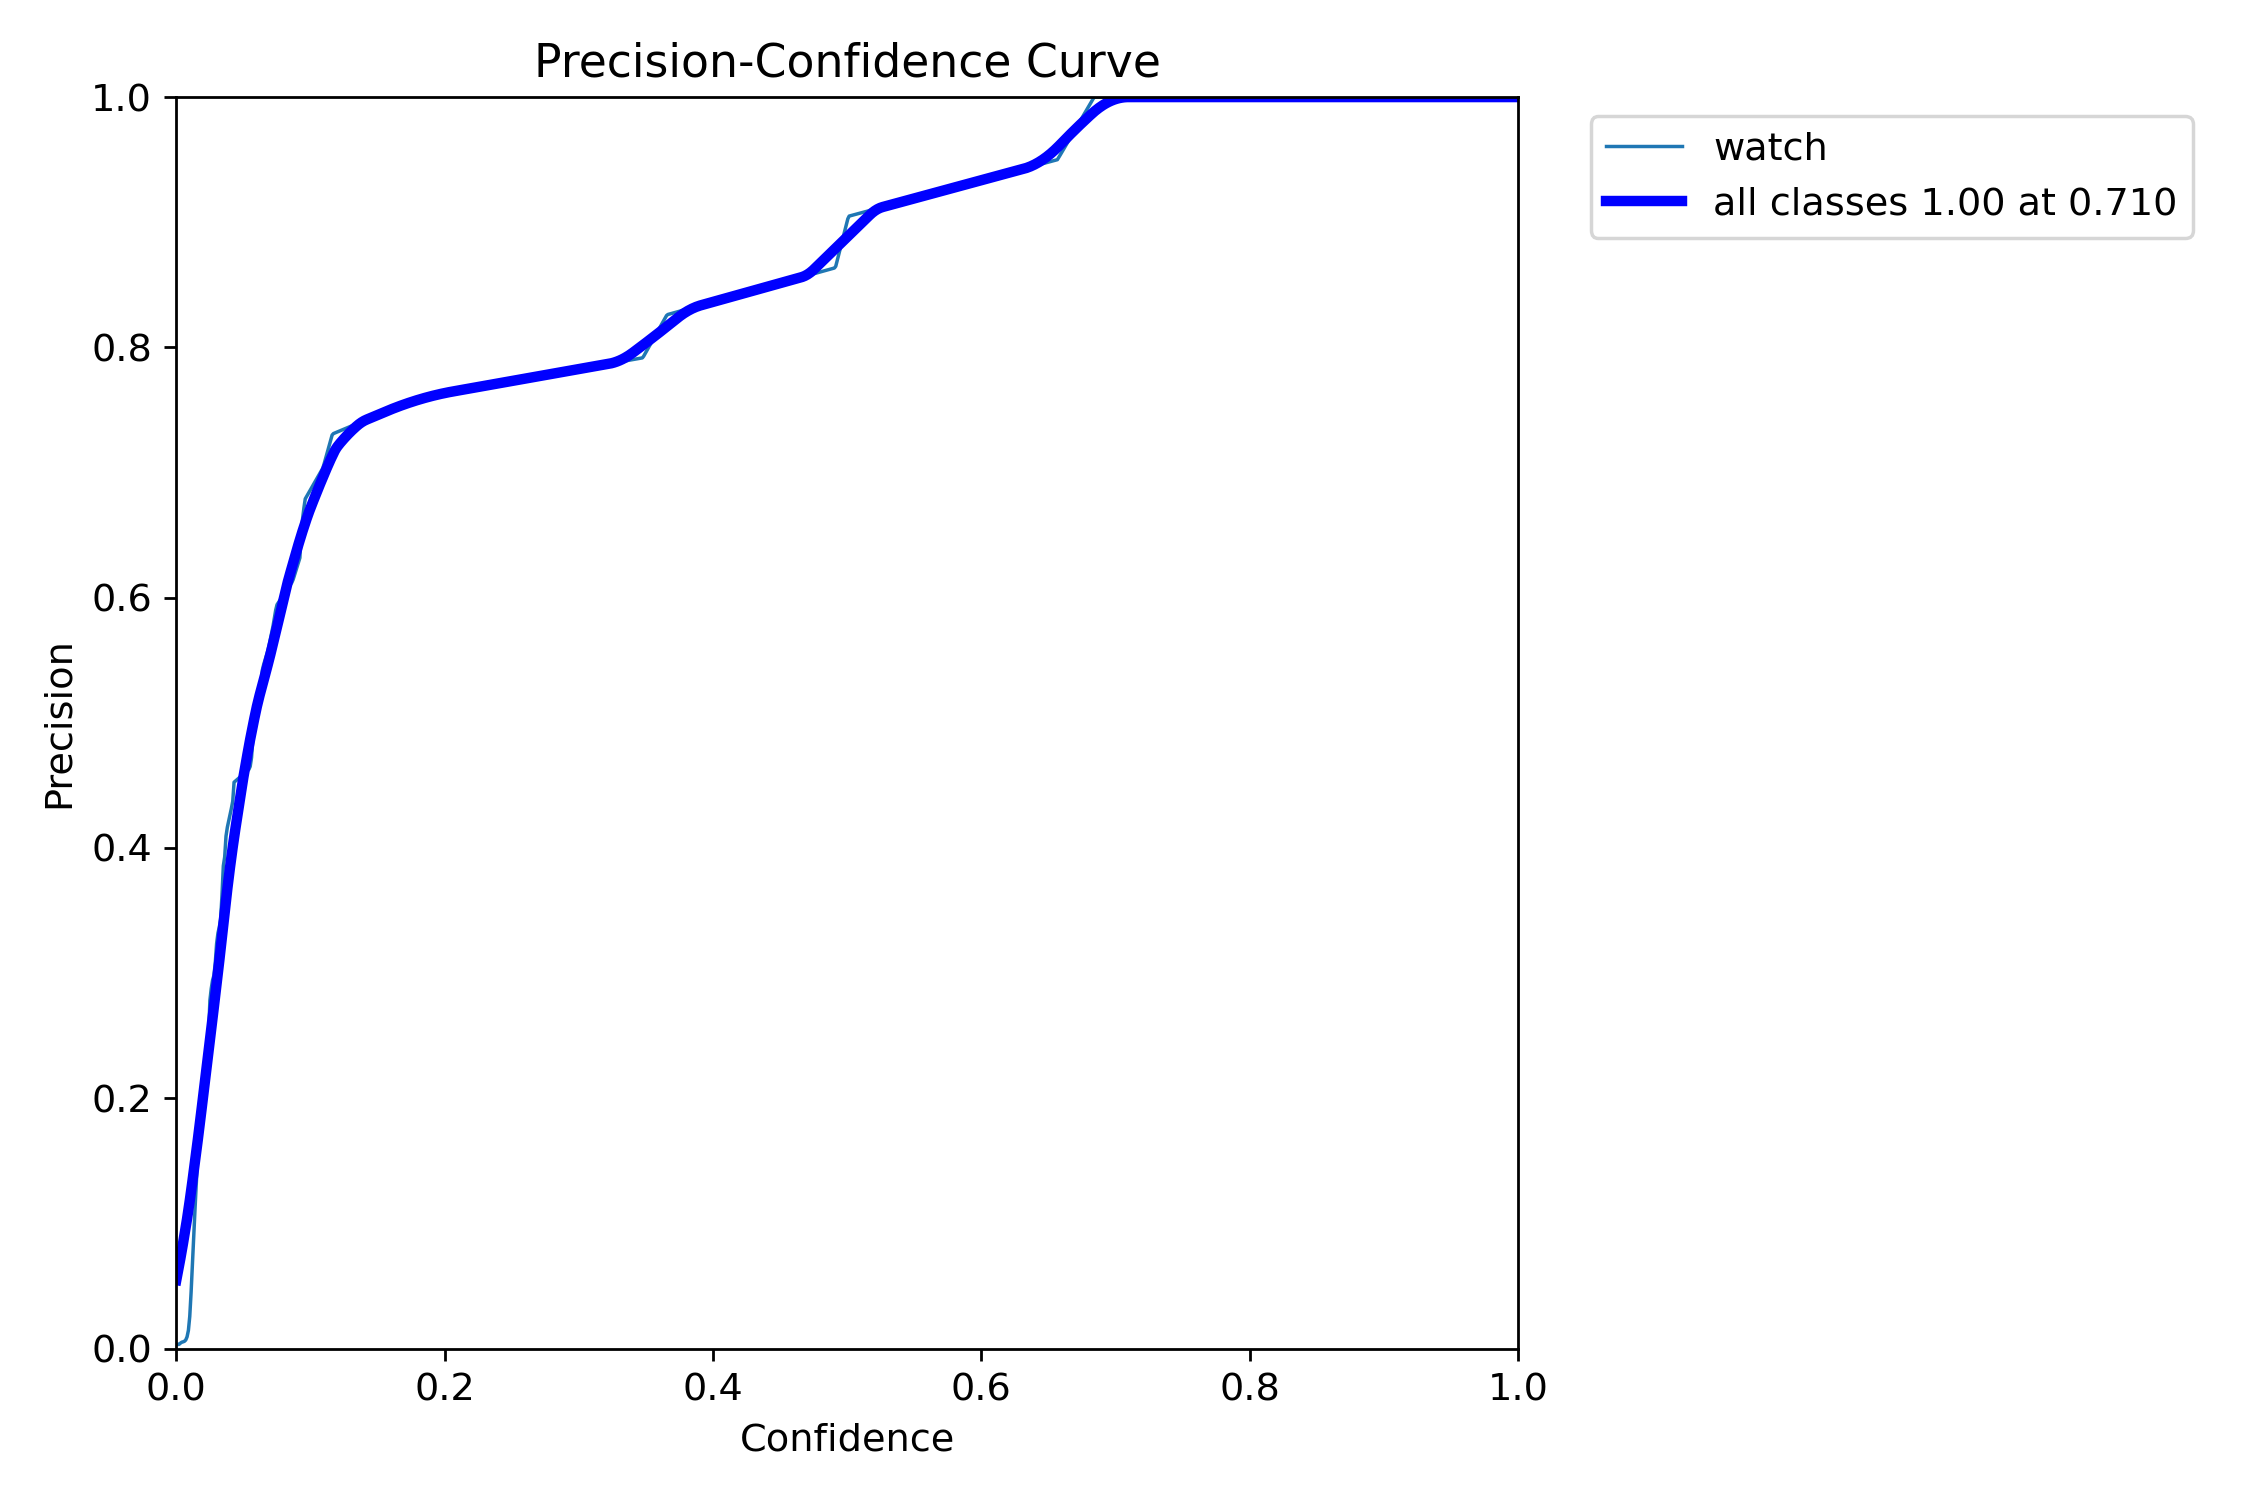 Precision-Confidence Curve
watch
all classes 1.00 at 0.710
1.0
0.8
0.6
0.4
0.2
0.0
Precision
0.0 0.2 0.4 0.6 0.8 1.0
Confidence